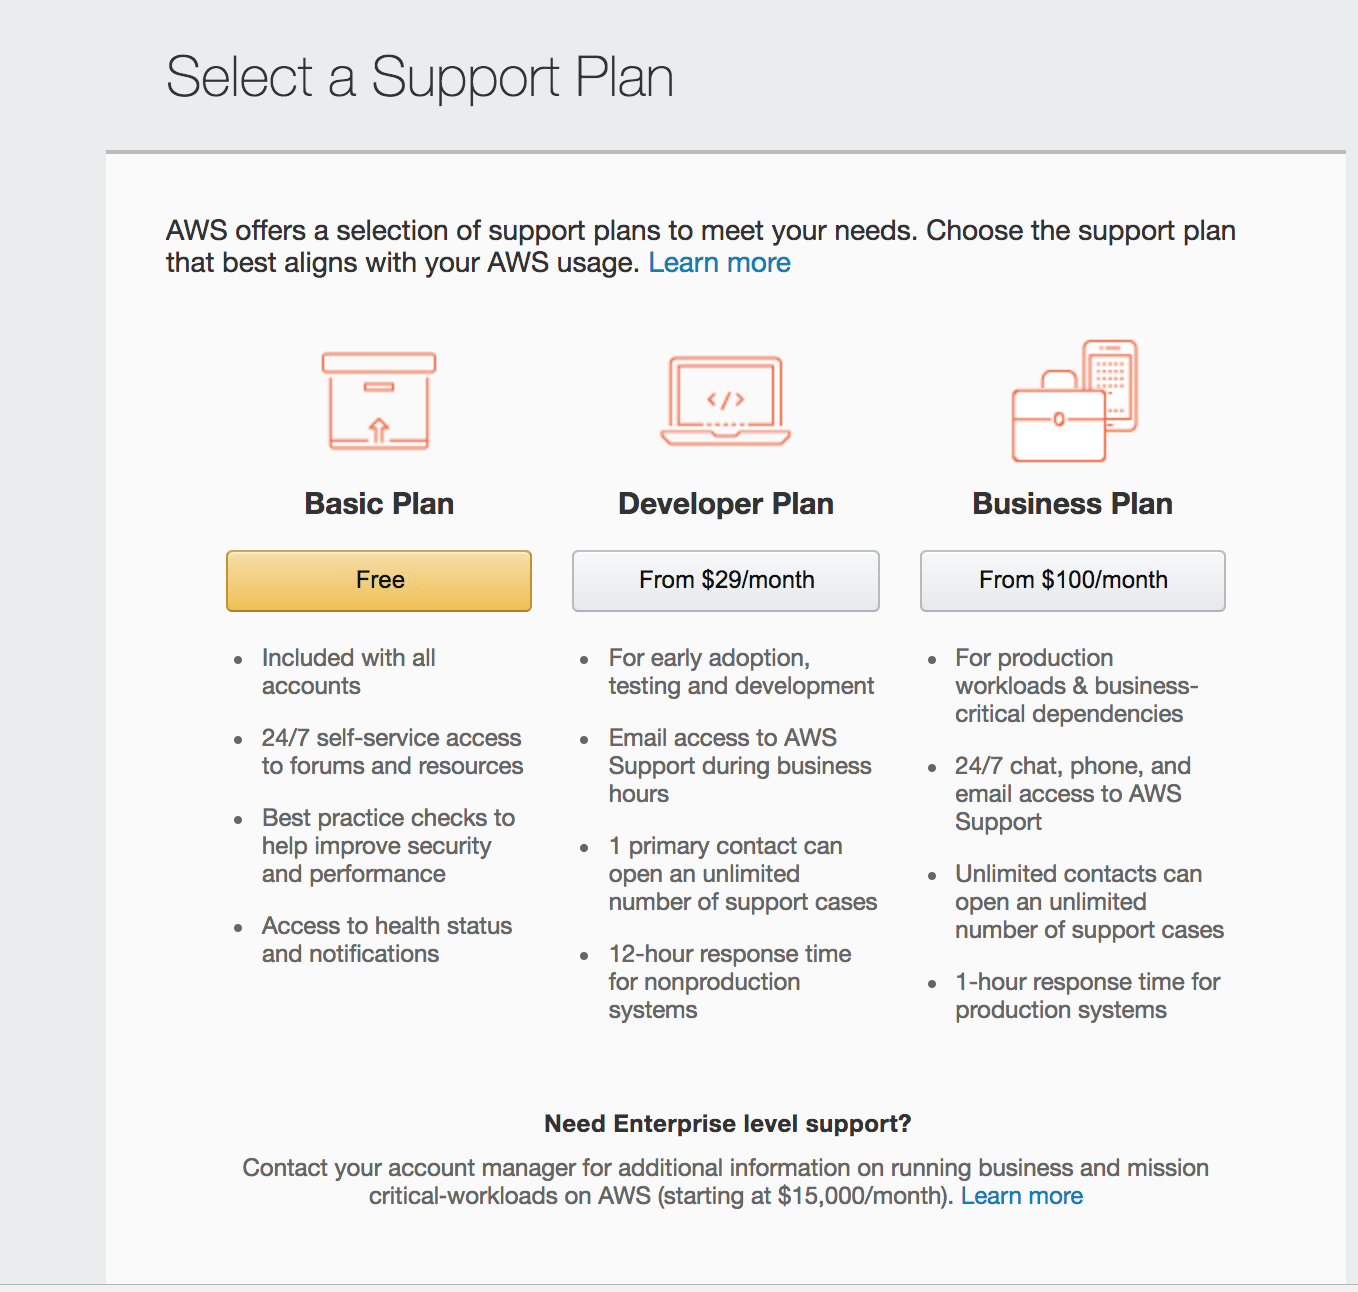 Select a Support Plan
AWS offers a selection of support plans to meet your needs. Choose the support plan
that best aligns with your AWS usage. Learn more
</>
Basic Plan
Free
Included with all
accounts
24/7 self-service access
to forums and resources
Best practice checks to
help improve security
and performance
Access to health status
and notifications
Developer Plan
From $29/month
For early adoption,
testing and development
Email access to AWS
Support during business
hours
1 primary contact can
open an unlimited
number of support cases
12-hour response time
for nonproduction
systems
Business Plan
From $100/month
For production
workloads & business-
critical dependencies
24/7 chat, phone, and
email access to AWS
Support
Unlimited contacts can
open an unlimited
number of support cases
1-hour response time for
production systems
Need Enterprise level support?
Contact your account manager for additional information on running business and mission
critical-workloads on AWS (starting at $15,000/month). Learn more